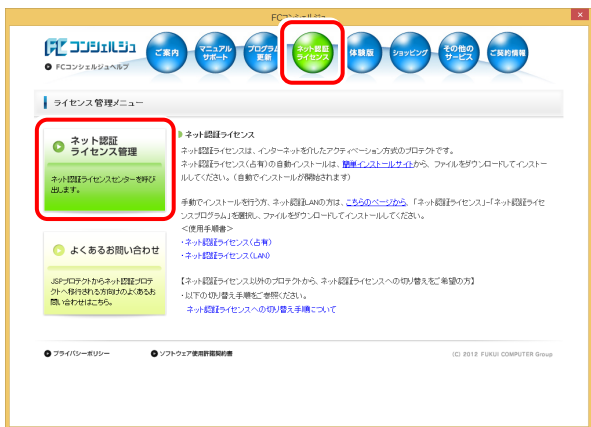 FCコンシェルジュ
FCコンシェルジュ
FCコンシェルジュヘルプ
ご案内
マニュアル
サポート
プログラム
更新
ネット認証
ライセンス
体験版
ショッピング
その他の
サービス
ご契約情報
ライセンス管理メニュー
ネット認証
ライセンス管理
ネット認証ライセンスセンターを呼び
出します。
よくあるお問い合わせ
JSPプロテクトからネット認証プロテ
クトへ移行される方向けのよくあるお
問い合わせはこちら。
ネット認証ライセンス
ネット認証ライセンスは、インターネットを介したアクティベーション方式のプロテクトです。
ネット認証ライセンス(占有)の自動インストールは、簡単インストールサイトから、ファイルをダウンロードしてインストー
ルしてください。(自動でインストールが開始されます)
手動でインストールを行う方、ネット認証LANの方は、こちらのページから、「ネット認証ライセンス」-「ネット認証ライセ
ンスプログラム」を選択し、ファイルをダウンロードしてインストールしてください。
<使用手順書>
・ネット認証ライセンス(占有)
・ネット認証ライセンス(LAN)
【ネット認証ライセンス以外のプロテクトから、ネット認証ライセンスへの切り替えをご希望の方】
・以下の切り替え手順をご参照ください。
ネット認証ライセンスへの切り替え手順について
プライバシーポリシー
ソフトウェア使用許諾契約書
(C) 2012 FUKUI COMPUTER Group